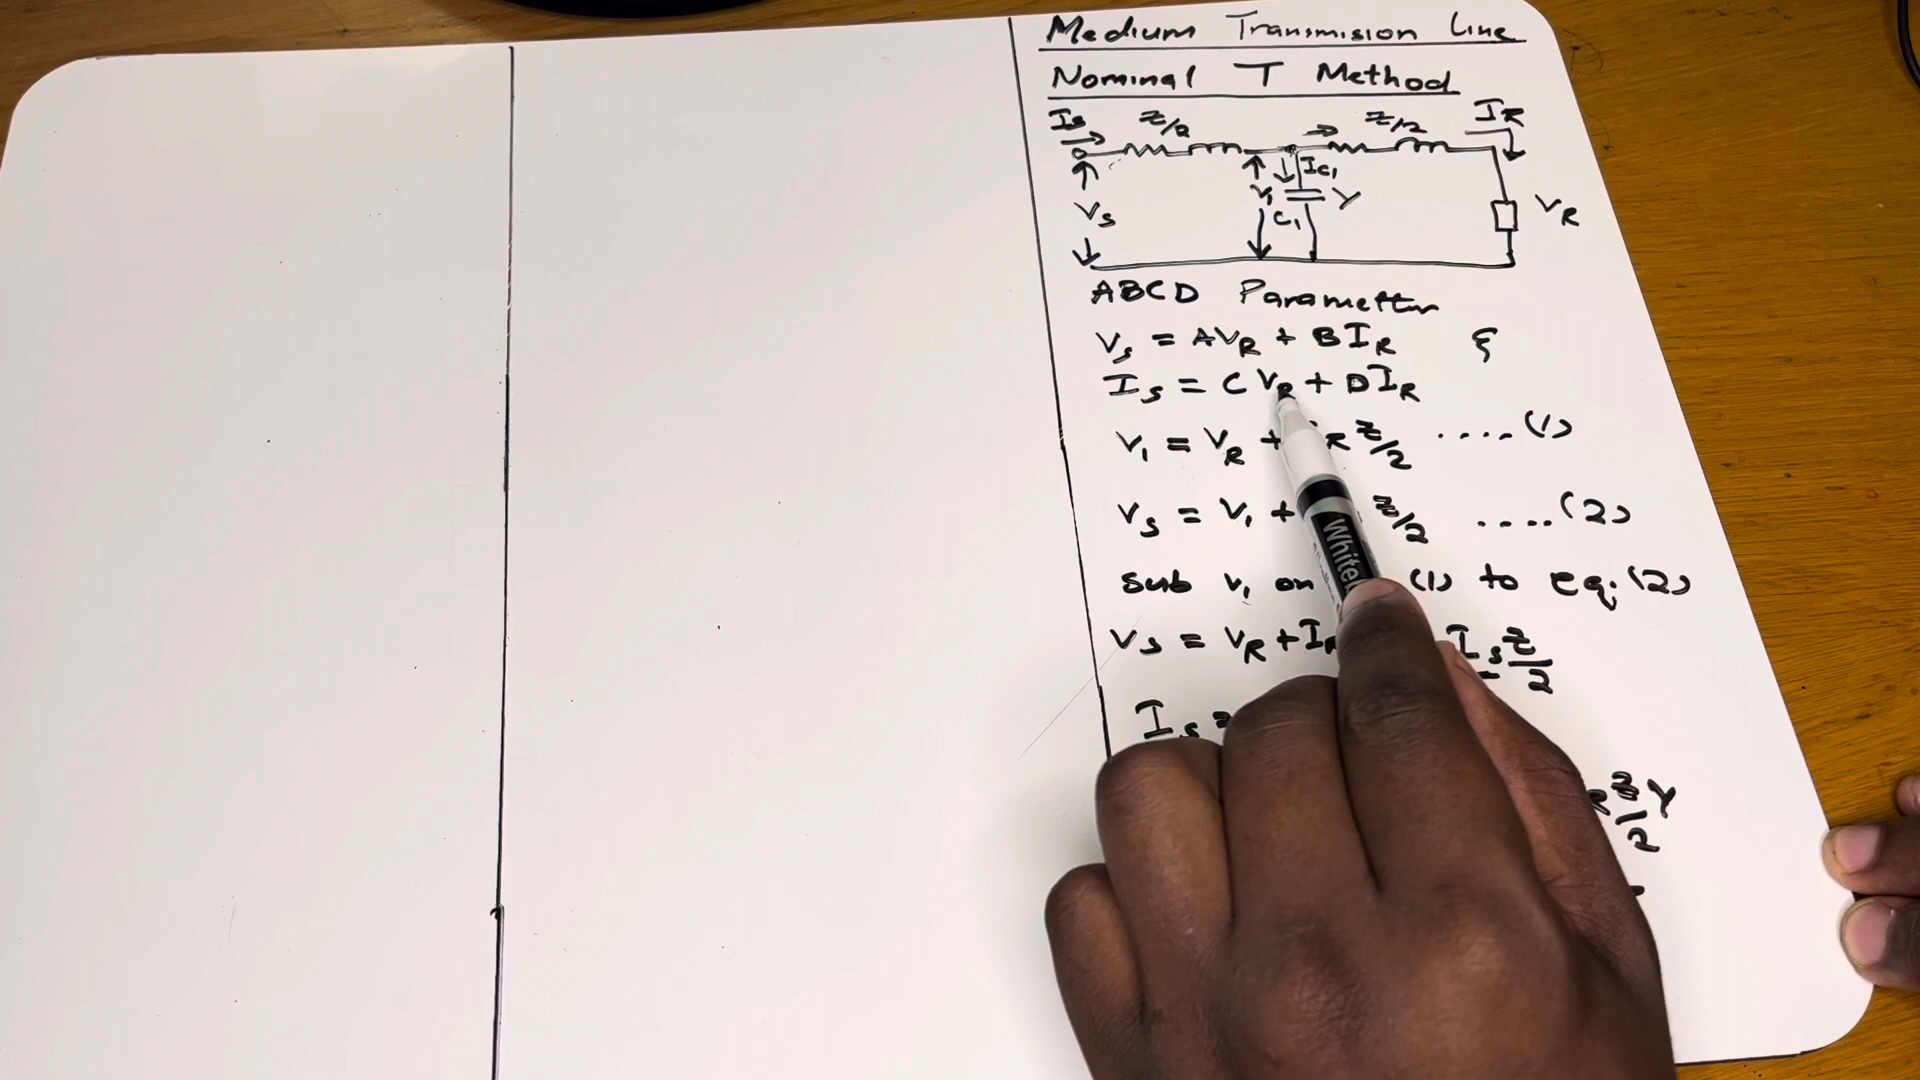 Medium Transmision Line
Nominal T Method
Is Z/2 Z/2 IR
Ic1
V1 Y
Vs C1 VR
ABCD Parametter
Vs = AVR + BIR &
Is = CVR + DIR
V1 = VR + R Z/2 ....(1)
Vs = V1 + Z/2 ....(2)
Sub V1 on (1) to eq:(2)
Vs = VR + I Is Z/2
Is =
R Z/2 Y
White